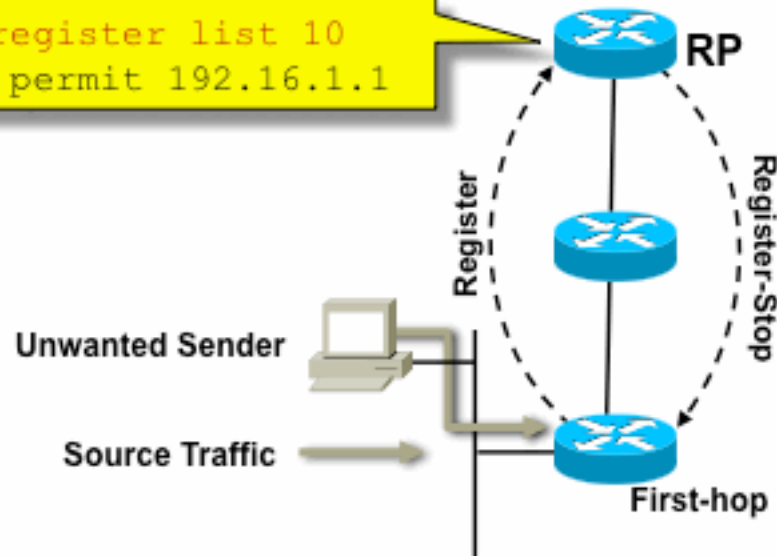 register list 10
permit 192.16.1.1
RP
Register
Register-Stop
Unwanted Sender
Source Traffic
First-hop